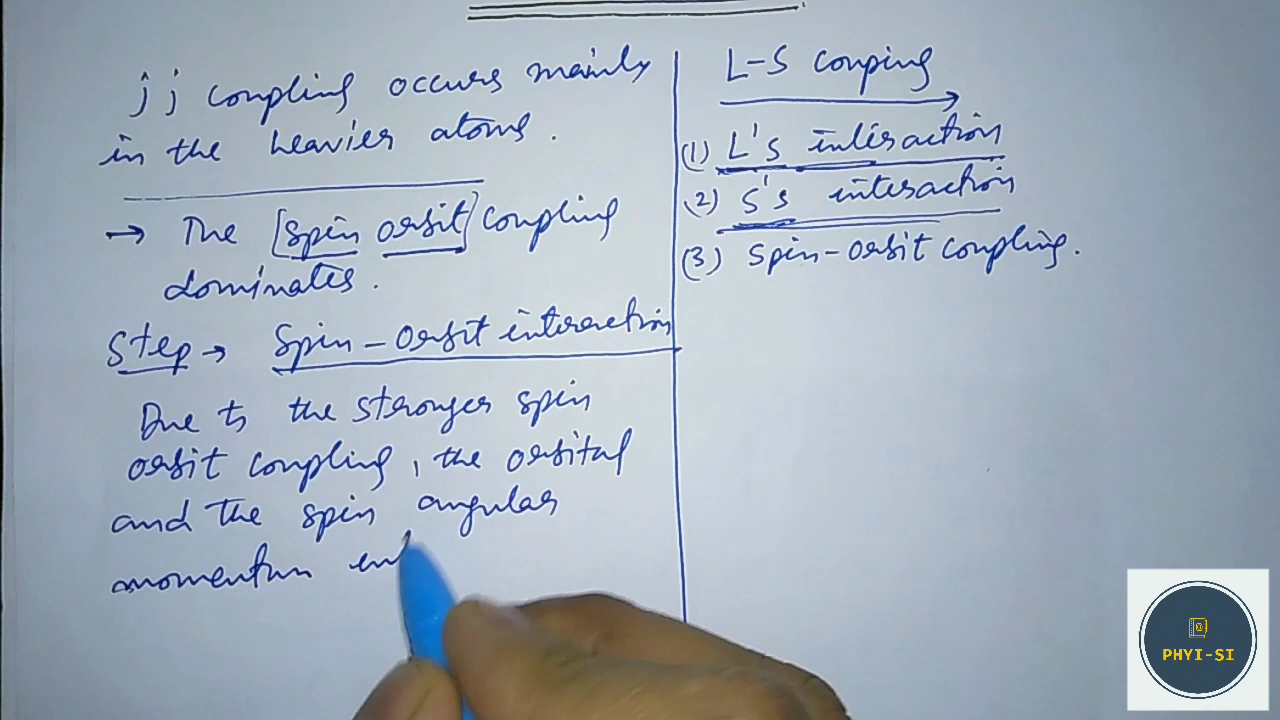 jj coupling occurs mainly
in the heavier atoms.
→ The [spin orbit] coupling
dominates.
Step → Spin-orbit interaction
Due to the stronger spin
orbit coupling, the orbital
and the spin angular
momentum int
L-S couping
(1) L's interaction
(2) S's interaction
(3) Spin-orbit coupling.
PHYI-SI